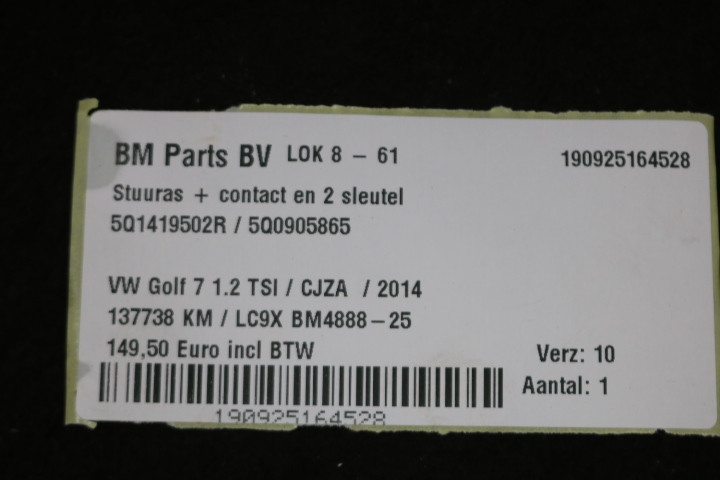 BM Parts BV LOK 8 - 61 190925164528
Stuuras + contact en 2 sleutel
5Q1419502R / 5Q0905865
VW Golf 7 1.2 TSI / CJZA / 2014
137738 KM / LC9X BM4888-25
149,50 Euro incl BTW
Verz: 10
Aantal: 1
190925164528